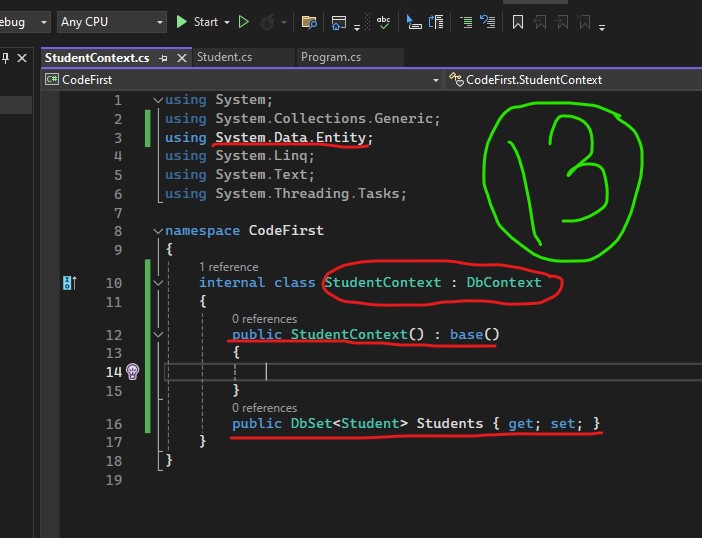 ebug
Any CPU
Start
abc
StudentContext.cs
Student.cs
Program.cs
C# CodeFirst
CodeFirst.StudentContext
1 using System;
2 using System.Collections.Generic;
3 using System.Data.Entity;
4 using System.Linq;
5 using System.Text;
6 using System.Threading.Tasks;
7
8 namespace CodeFirst
9 {
1 reference
10 internal class StudentContext : DbContext
11 {
0 references
12 public StudentContext() : base()
13 {
14
15 }
0 references
16 public DbSet<Student> Students { get; set; }
17 }
18 }
19
13